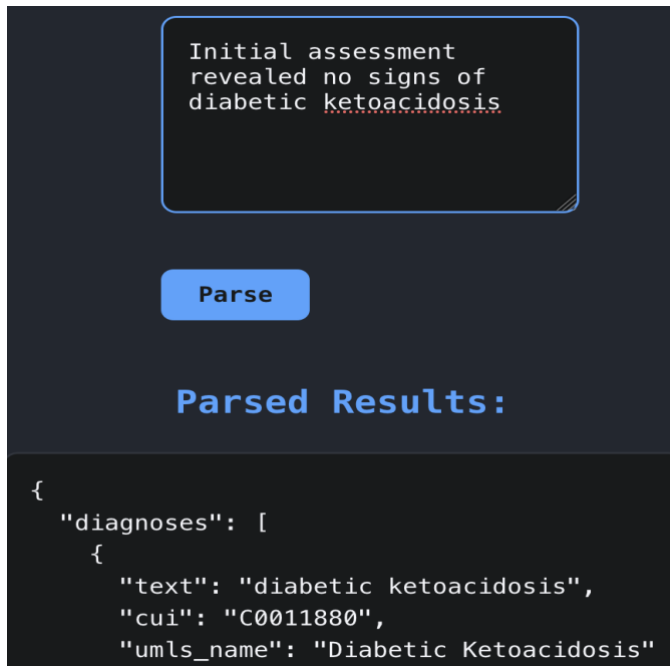 Initial assessment
revealed no signs of
diabetic ketoacidosis
Parse
Parsed Results:
{
"diagnoses": [
{
"text": "diabetic ketoacidosis",
"cui": "C0011880",
"umls_name": "Diabetic Ketoacidosis"